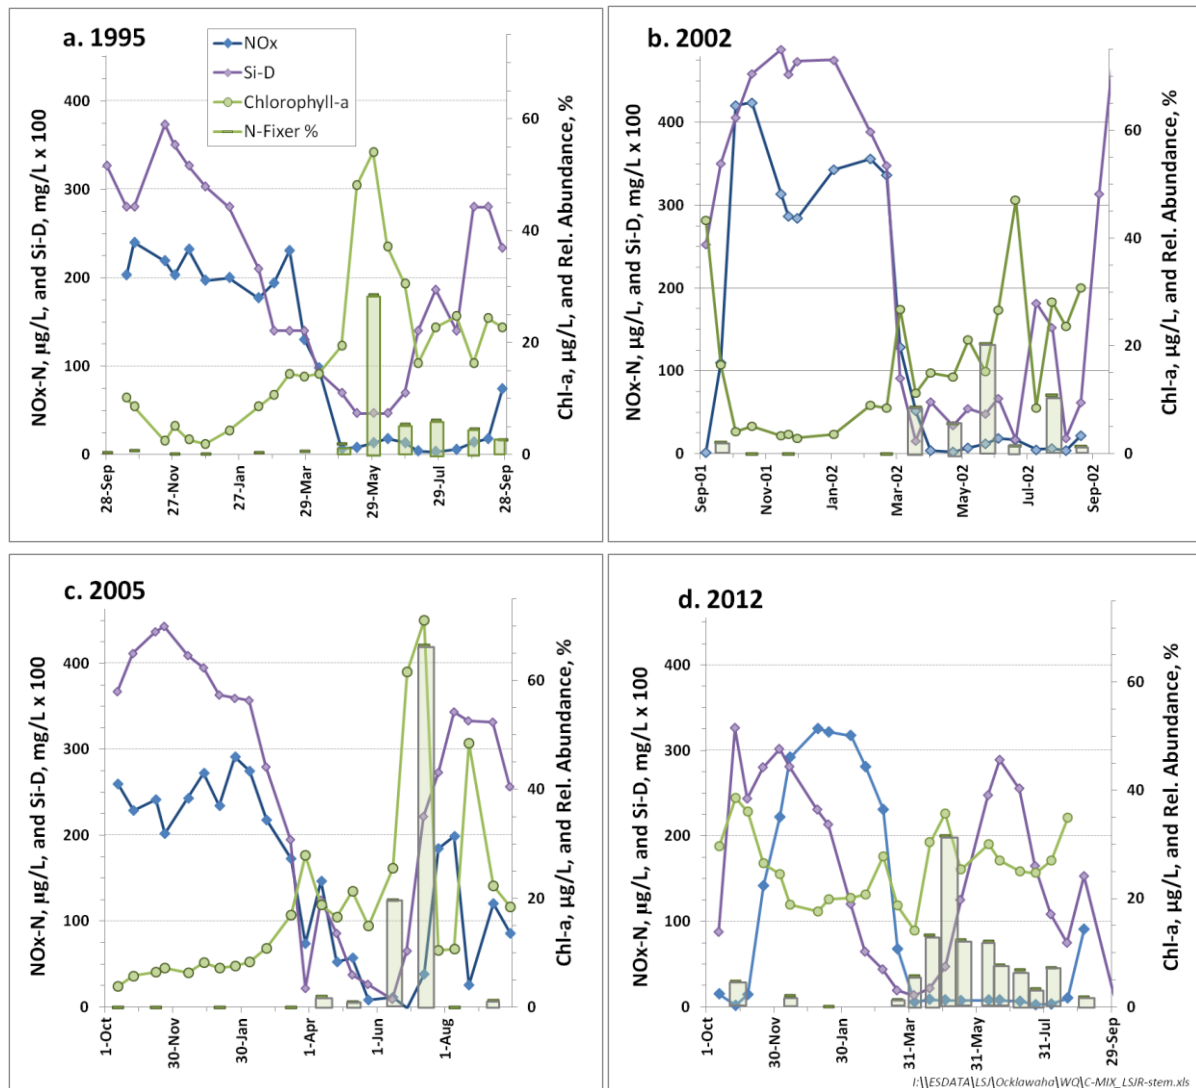 a. 1995
NOx
Si-D
Chlorophyll-a
N-Fixer %
NOx-N, µg/L, and Si-D, mg/L x 100
400
300
200
100
0
60
40
20
0
Chl-a, µg/L, and Rel. Abundance, %
28-Sep
27-Nov
27-Jan
29-Mar
29-May
29-Jul
28-Sep
b. 2002
NOx-N, µg/L, and Si-D, mg/L x 100
400
300
200
100
0
60
40
20
0
Chl-a, µg/L, and Rel. Abundance, %
Sep-01
Nov-01
Jan-02
Mar-02
May-02
Jul-02
Sep-02
c. 2005
NOx-N, µg/L, and Si-D, mg/L x 100
400
300
200
100
0
60
40
20
0
Chl-a, µg/L, and Rel. Abundance, %
1-Oct
30-Nov
30-Jan
1-Apr
1-Jun
1-Aug
d. 2012
NOx-N, µg/L, and Si-D, mg/L x 100
400
300
200
100
0
60
40
20
0
Chl-a, µg/L, and Rel. Abundance, %
1-Oct
30-Nov
30-Jan
31-Mar
31-May
31-Jul
29-Sep
I:\\ESDATA\LSJ\Ocklawaha\WQ\C-MIX_LSJR-stem.xls